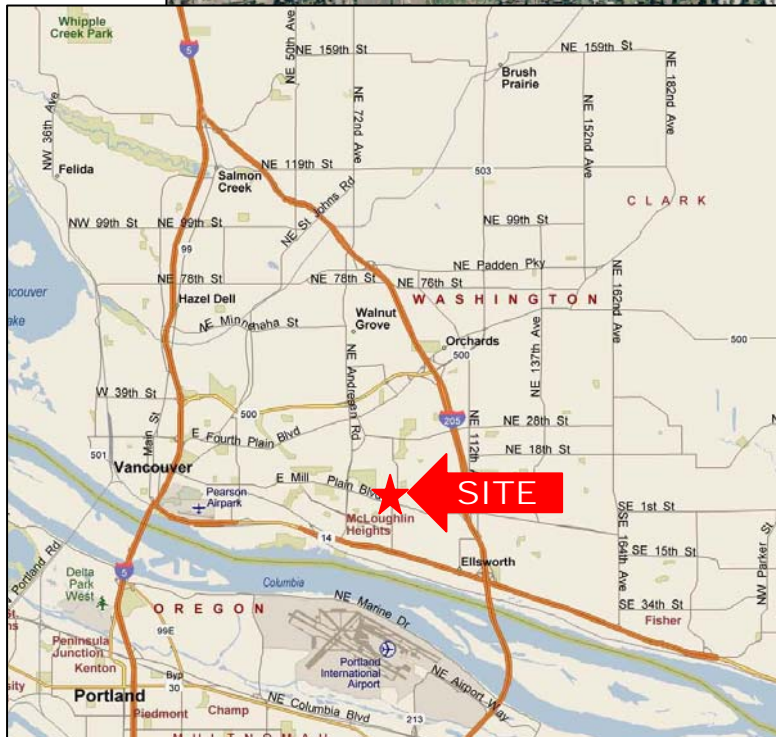 Whipple
Creek Park
5
NE 50th Ave
NE 159th St
NE 159th St
Brush
Prairie
NE 182nd Ave
NE 72nd Ave
NE 152nd Ave
NW 36th Ave
Felida
Salmon
Creek
NE 119th St
503
NE St Johns Rd
CLARK
NW 99th St
NE 99th St
NE 99th St
99
NE Padden Pky
NE 78th St
NE 78th St
NE 76th St
NE 162nd Ave
Hazel Dell
WASHINGTON
Walnut
Grove
NE Minnehaha St
NE 137th Ave
Orchards
500
500
NE Andresen Rd
W 39th St
Main St
500
205
NE 112th
NE 28th St
E Fourth Plain Blvd
NE 18th St
501
Vancouver
E Mill Plain Blvd
SITE
Pearson
Airpark
SE 1st St
McLoughlin
Heights
14
SE 164th Ave
SE 15th St
NW Parker St
Ellsworth
Portland Rd
Delta
Park
West
5
Columbia
SE 34th St
Fisher
OREGON
NE Marine Dr
99E
Peninsula
Junction
Kenton
Portland
International
Airport
NE Airport Way
Byp
30
Portland
NE Columbia Blvd
213
Piedmont
Champ